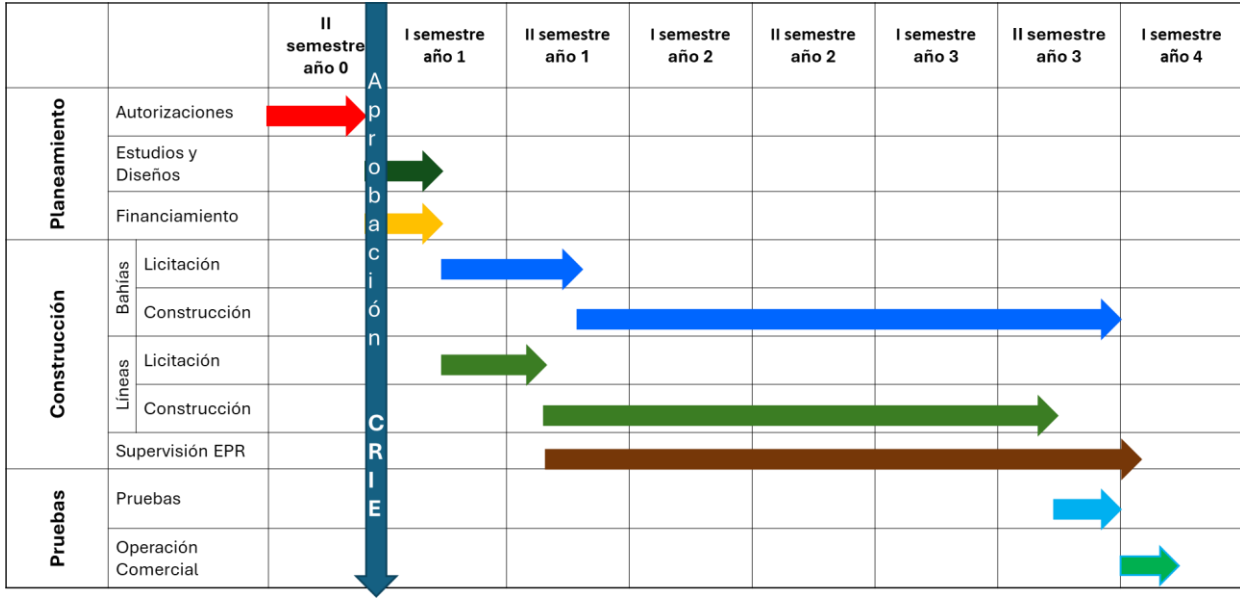 II
semestre
año 0
I semestre
año 1
II semestre
año 1
I semestre
año 2
II semestre
año 2
I semestre
año 3
II semestre
año 3
I semestre
año 4
Aprobación CRIE
Planeamiento
Autorizaciones
Estudios y
Diseños
Financiamiento
Construcción
Bahías
Licitación
Construcción
Líneas
Licitación
Construcción
Supervisión EPR
Pruebas
Pruebas
Operación
Comercial